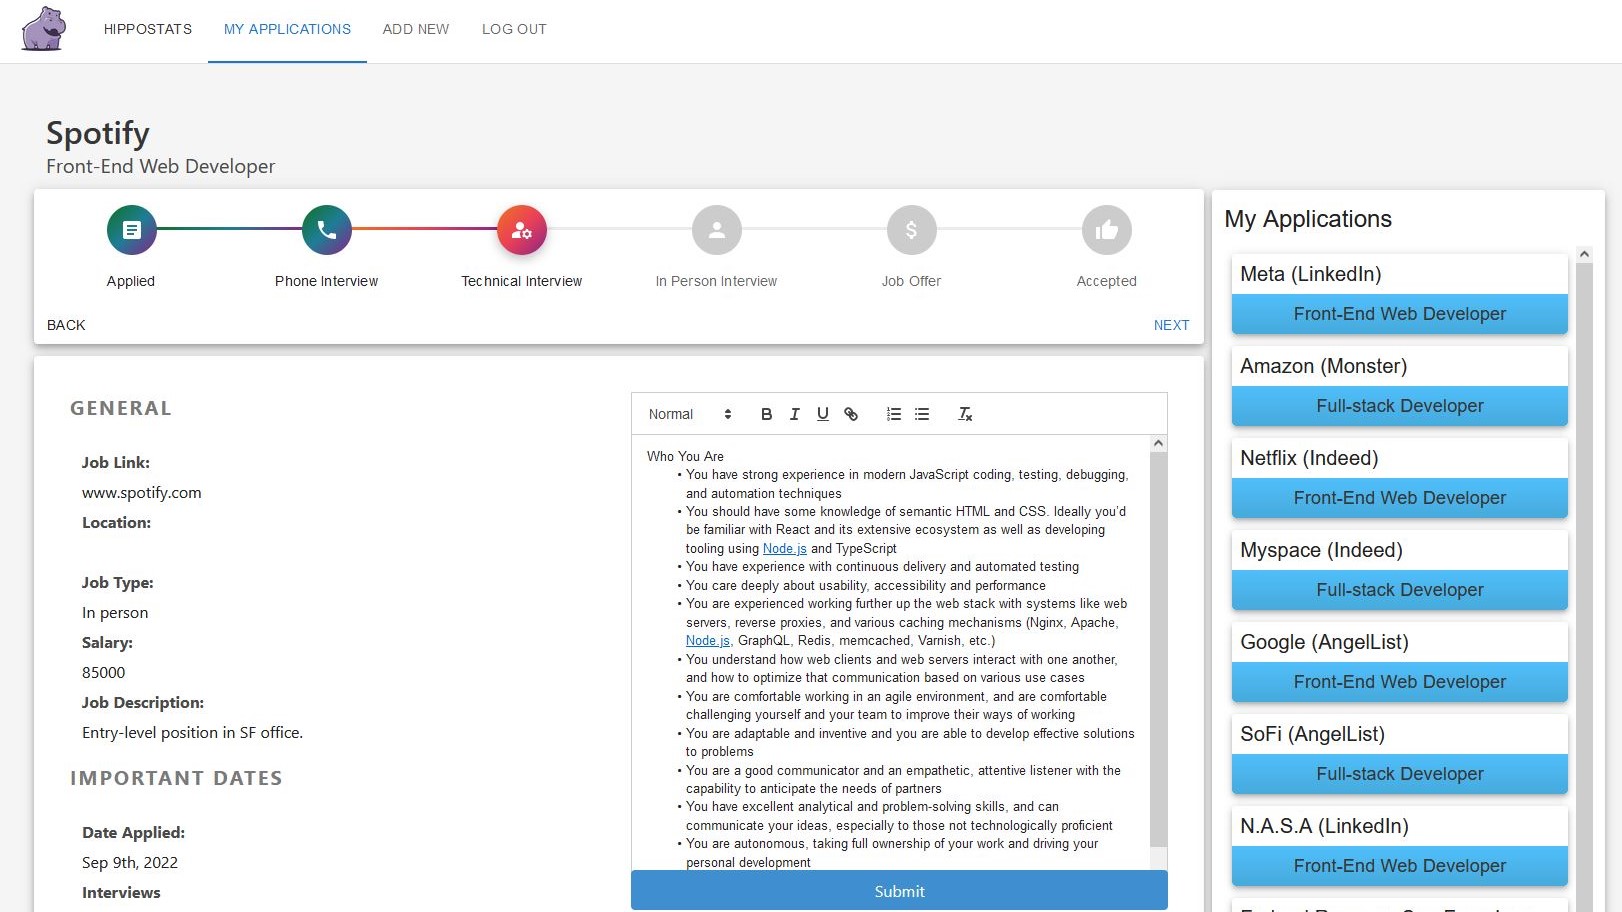 HIPPOSTATS
MY APPLICATIONS
ADD NEW
LOG OUT
Spotify
Front-End Web Developer
Applied
Phone Interview
Technical Interview
In Person Interview
$
Job Offer
Accepted
BACK
NEXT
GENERAL
Job Link:
www.spotify.com
Location:
Job Type:
In person
Salary:
85000
Job Description:
Entry-level position in SF office.
IMPORTANT DATES
Date Applied:
Sep 9th, 2022
Interviews
Normal
B I U
Who You Are
• You have strong experience in modern JavaScript coding, testing, debugging,
and automation techniques
• You should have some knowledge of semantic HTML and CSS. Ideally you'd
be familiar with React and its extensive ecosystem as well as developing
tooling using Node.js and TypeScript
• You have experience with continuous delivery and automated testing
• You care deeply about usability, accessibility and performance
• You are experienced working further up the web stack with systems like web
servers, reverse proxies, and various caching mechanisms (Nginx, Apache,
Node.js, GraphQL, Redis, memcached, Varnish, etc.)
• You understand how web clients and web servers interact with one another,
and how to optimize that communication based on various use cases
• You are comfortable working in an agile environment, and are comfortable
challenging yourself and your team to improve their ways of working
• You are adaptable and inventive and you are able to develop effective solutions
to problems
• You are a good communicator and an empathetic, attentive listener with the
capability to anticipate the needs of partners
• You have excellent analytical and problem-solving skills, and can
communicate your ideas, especially to those not technologically proficient
• You are autonomous, taking full ownership of your work and driving your
personal development
Submit
My Applications
Meta (LinkedIn)
Front-End Web Developer
Amazon (Monster)
Full-stack Developer
Netflix (Indeed)
Front-End Web Developer
Myspace (Indeed)
Full-stack Developer
Google (AngelList)
Front-End Web Developer
SoFi (AngelList)
Full-stack Developer
N.A.S.A (LinkedIn)
Front-End Web Developer